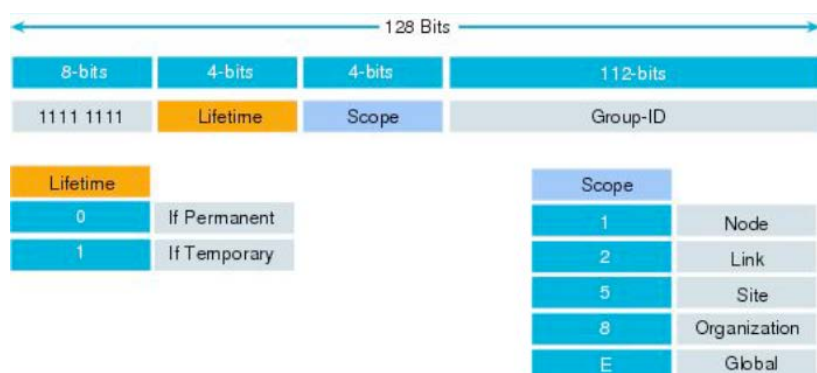 128 Bits
8-bits 4-bits 4-bits 112-bits
1111 1111 Lifetime Scope Group-ID
Lifetime Scope
0 If Permanent 1 Node
1 If Temporary 2 Link
5 Site
8 Organization
E Global